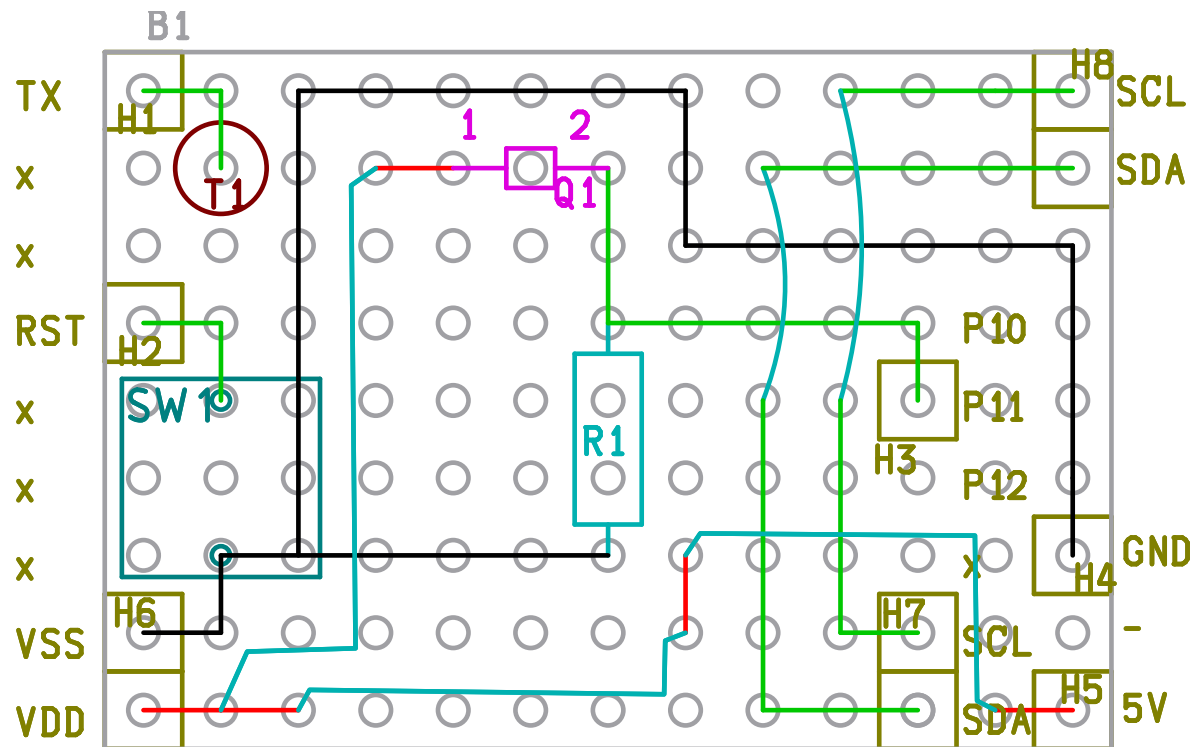 B1
TX
H1
H8
SCL
1
2
x
T1
Q1
SDA
x
RST
H2
P10
x
SW1
P11
R1
H3
x
P12
x
x
H4
GND
H6
H7
VSS
SCL
-
H5
VDD
SDA
5V